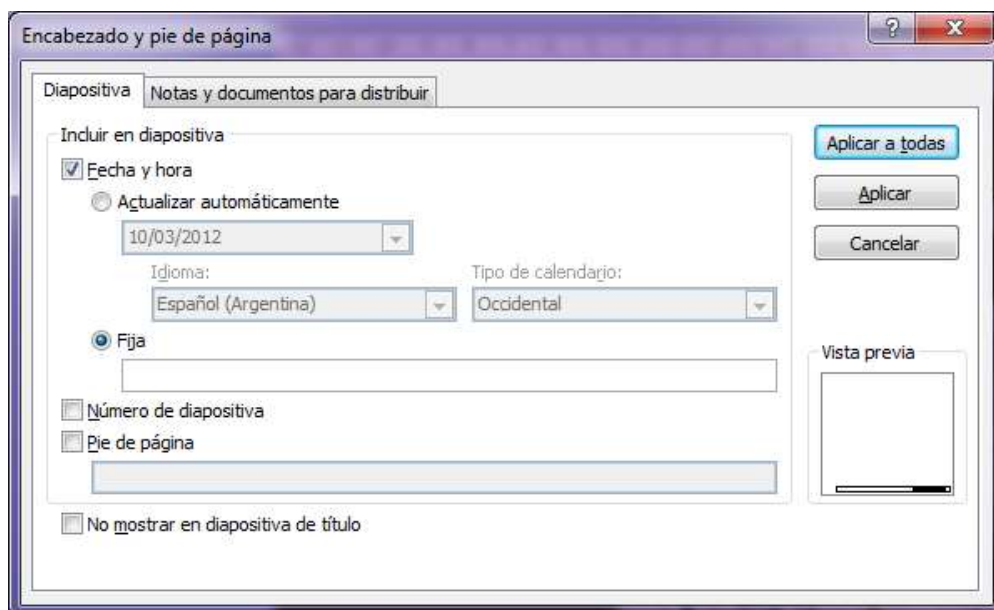 Encabezado y pie de página
Diapositiva
Notas y documentos para distribuir
Incluir en diapositiva
Fecha y hora
Actualizar automáticamente
10/03/2012
Idioma:
Tipo de calendario:
Español (Argentina)
Occidental
Fija
Número de diapositiva
Pie de página
No mostrar en diapositiva de título
Aplicar a todas
Aplicar
Cancelar
Vista previa